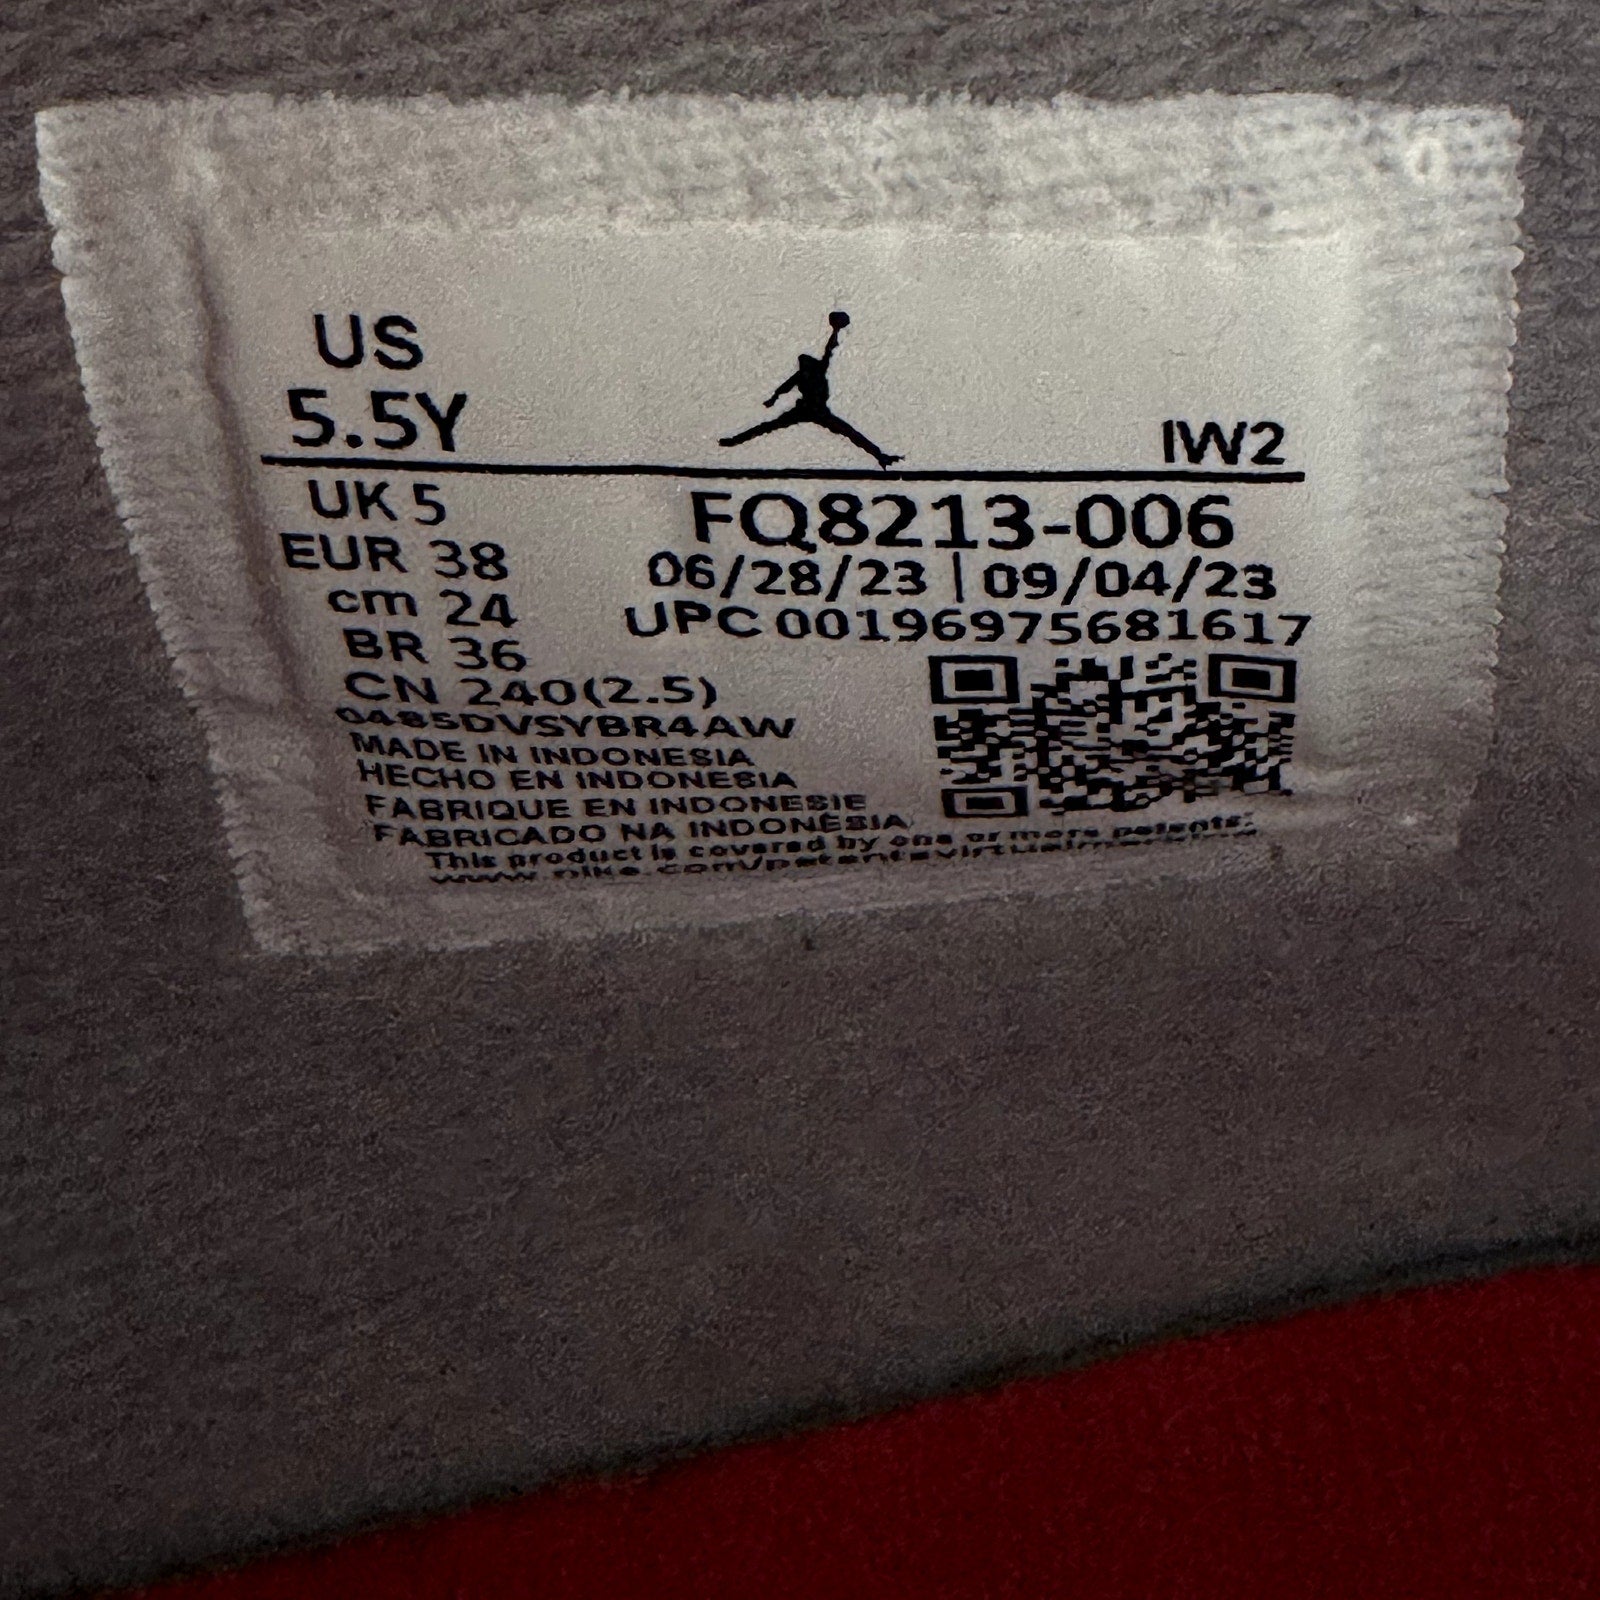 US
5.5Y
IW2
UK 5
FQ8213-006
EUR 38
06/28/23 | 09/04/23
cm 24
UPC 00196975681617
BR 36
CN 240(2.5)
0485DVSYBR4AW
MADE IN INDONESIA
HECHO EN INDONESIA
FABRIQUE EN INDONESIE
FABRICADO NA INDONÉSIA
This product is covered by one or more patents: